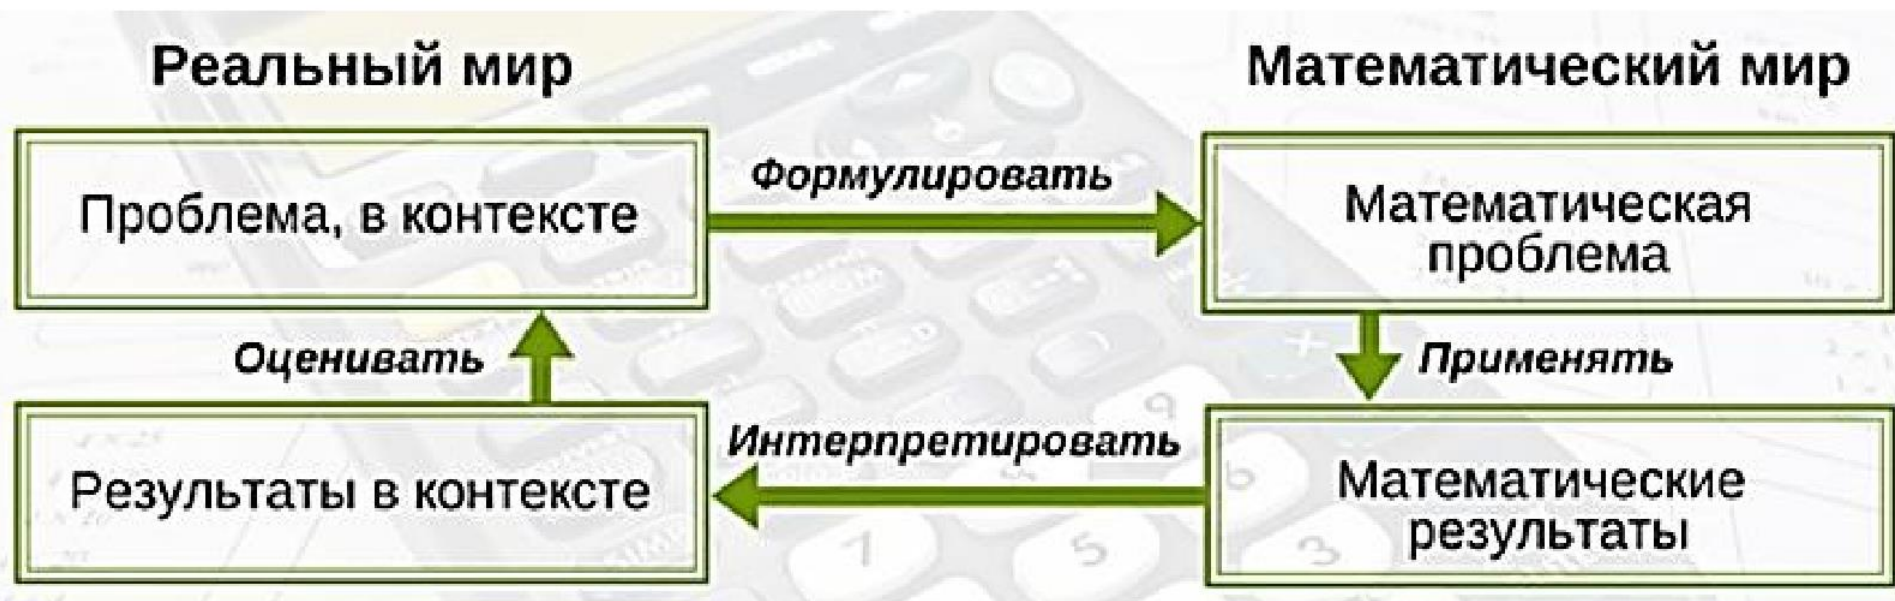 Реальный мир
Математический мир
Проблема, в контексте
Формулировать
Математическая
проблема
Оценивать
Применять
Результаты в контексте
Интерпретировать
Математические
результаты